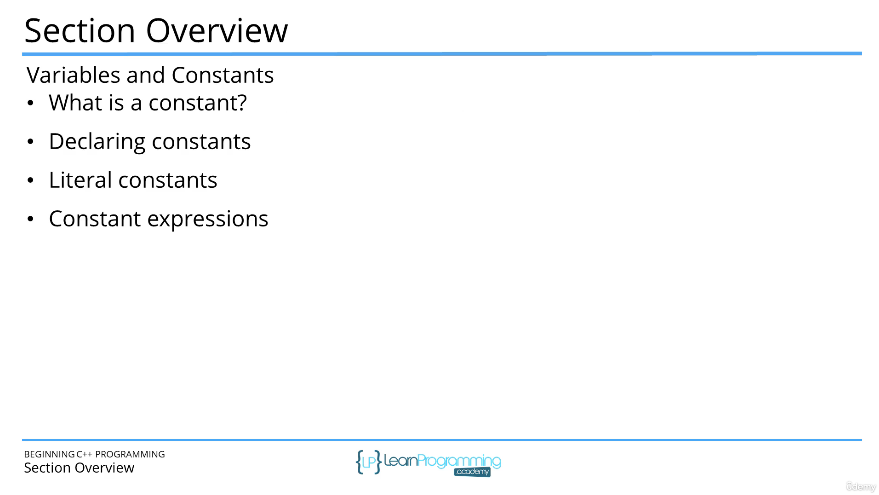 Section Overview
Variables and Constants
• What is a constant?
• Declaring constants
• Literal constants
• Constant expressions
BEGINNING C++ PROGRAMMING
Section Overview
{LP} LearnProgramming
academy
Udemy